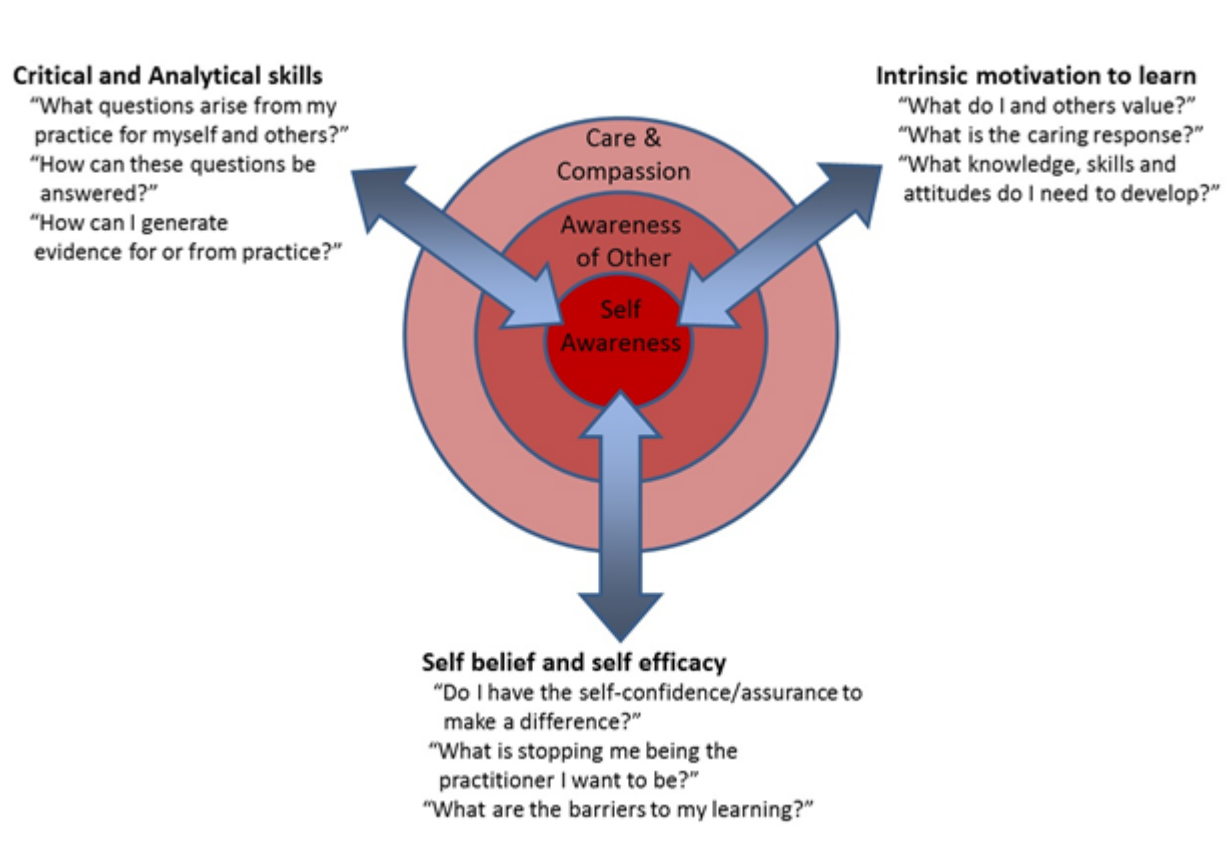 Critical and Analytical skills
“What questions arise from my
practice for myself and others?”
“How can these questions be
answered?”
“How can I generate
evidence for or from practice?”
Intrinsic motivation to learn
“What do I and others value?”
“What is the caring response?”
“What knowledge, skills and
attitudes do I need to develop?”
Care &
Compassion
Awareness
of Other
Self
Awareness
Self belief and self efficacy
“Do I have the self-confidence/assurance to
make a difference?”
“What is stopping me being the
practitioner I want to be?”
“What are the barriers to my learning?”